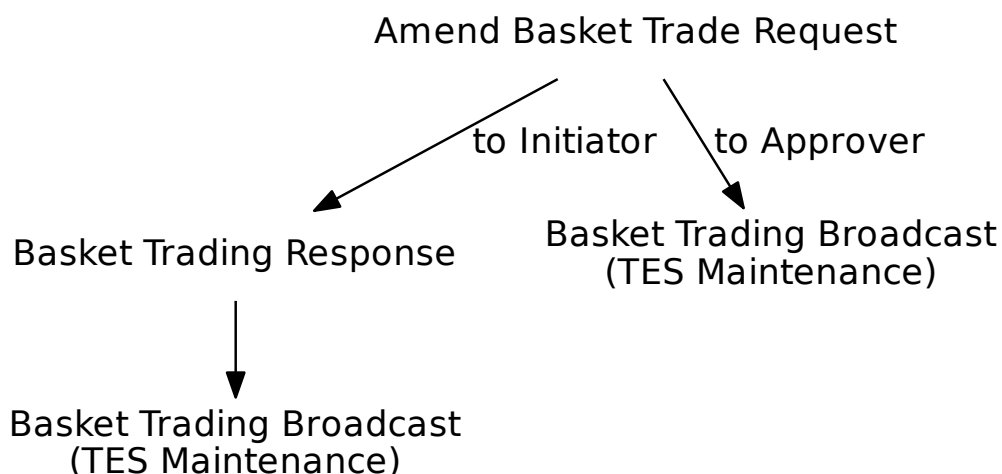 Amend Basket Trade Request
to Initiator
to Approver
Basket Trading Response
Basket Trading Broadcast
(TES Maintenance)
Basket Trading Broadcast
(TES Maintenance)